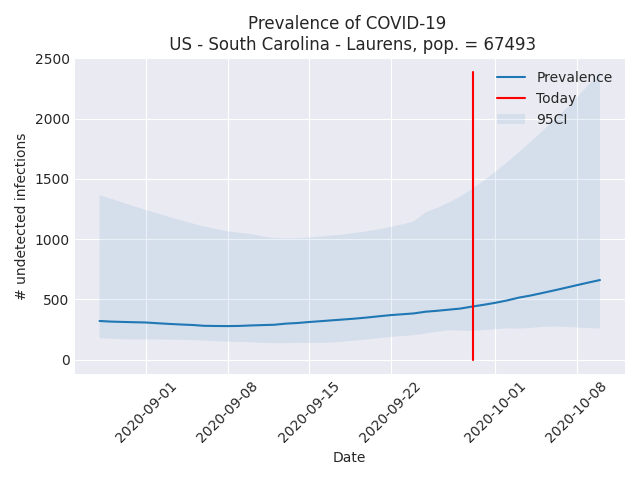 Prevalence of COVID-19
US - South Carolina - Laurens, pop. = 67493
Prevalence
Today
95CI
2500
2000
1500
1000
500
0
# undetected infections
2020-09-01
2020-09-08
2020-09-15
2020-09-22
2020-10-01
2020-10-08
Date